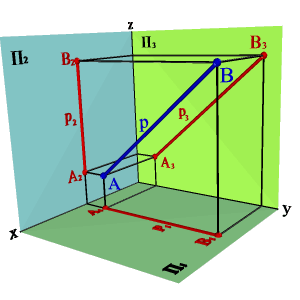 z
Π₂
Π₃
B₂
B₃
B
p₂
p
p₃
A₂
A
A₃
A₁
p₁
B₁
x
y
Π₁